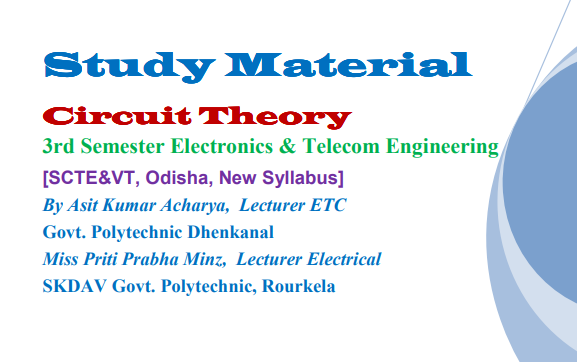 Study Material
Circuit Theory
3rd Semester Electronics & Telecom Engineering
[SCTE&VT, Odisha, New Syllabus]
By Asit Kumar Acharya, Lecturer ETC
Govt. Polytechnic Dhenkanal
Miss Priti Prabha Minz, Lecturer Electrical
SKDAV Govt. Polytechnic, Rourkela